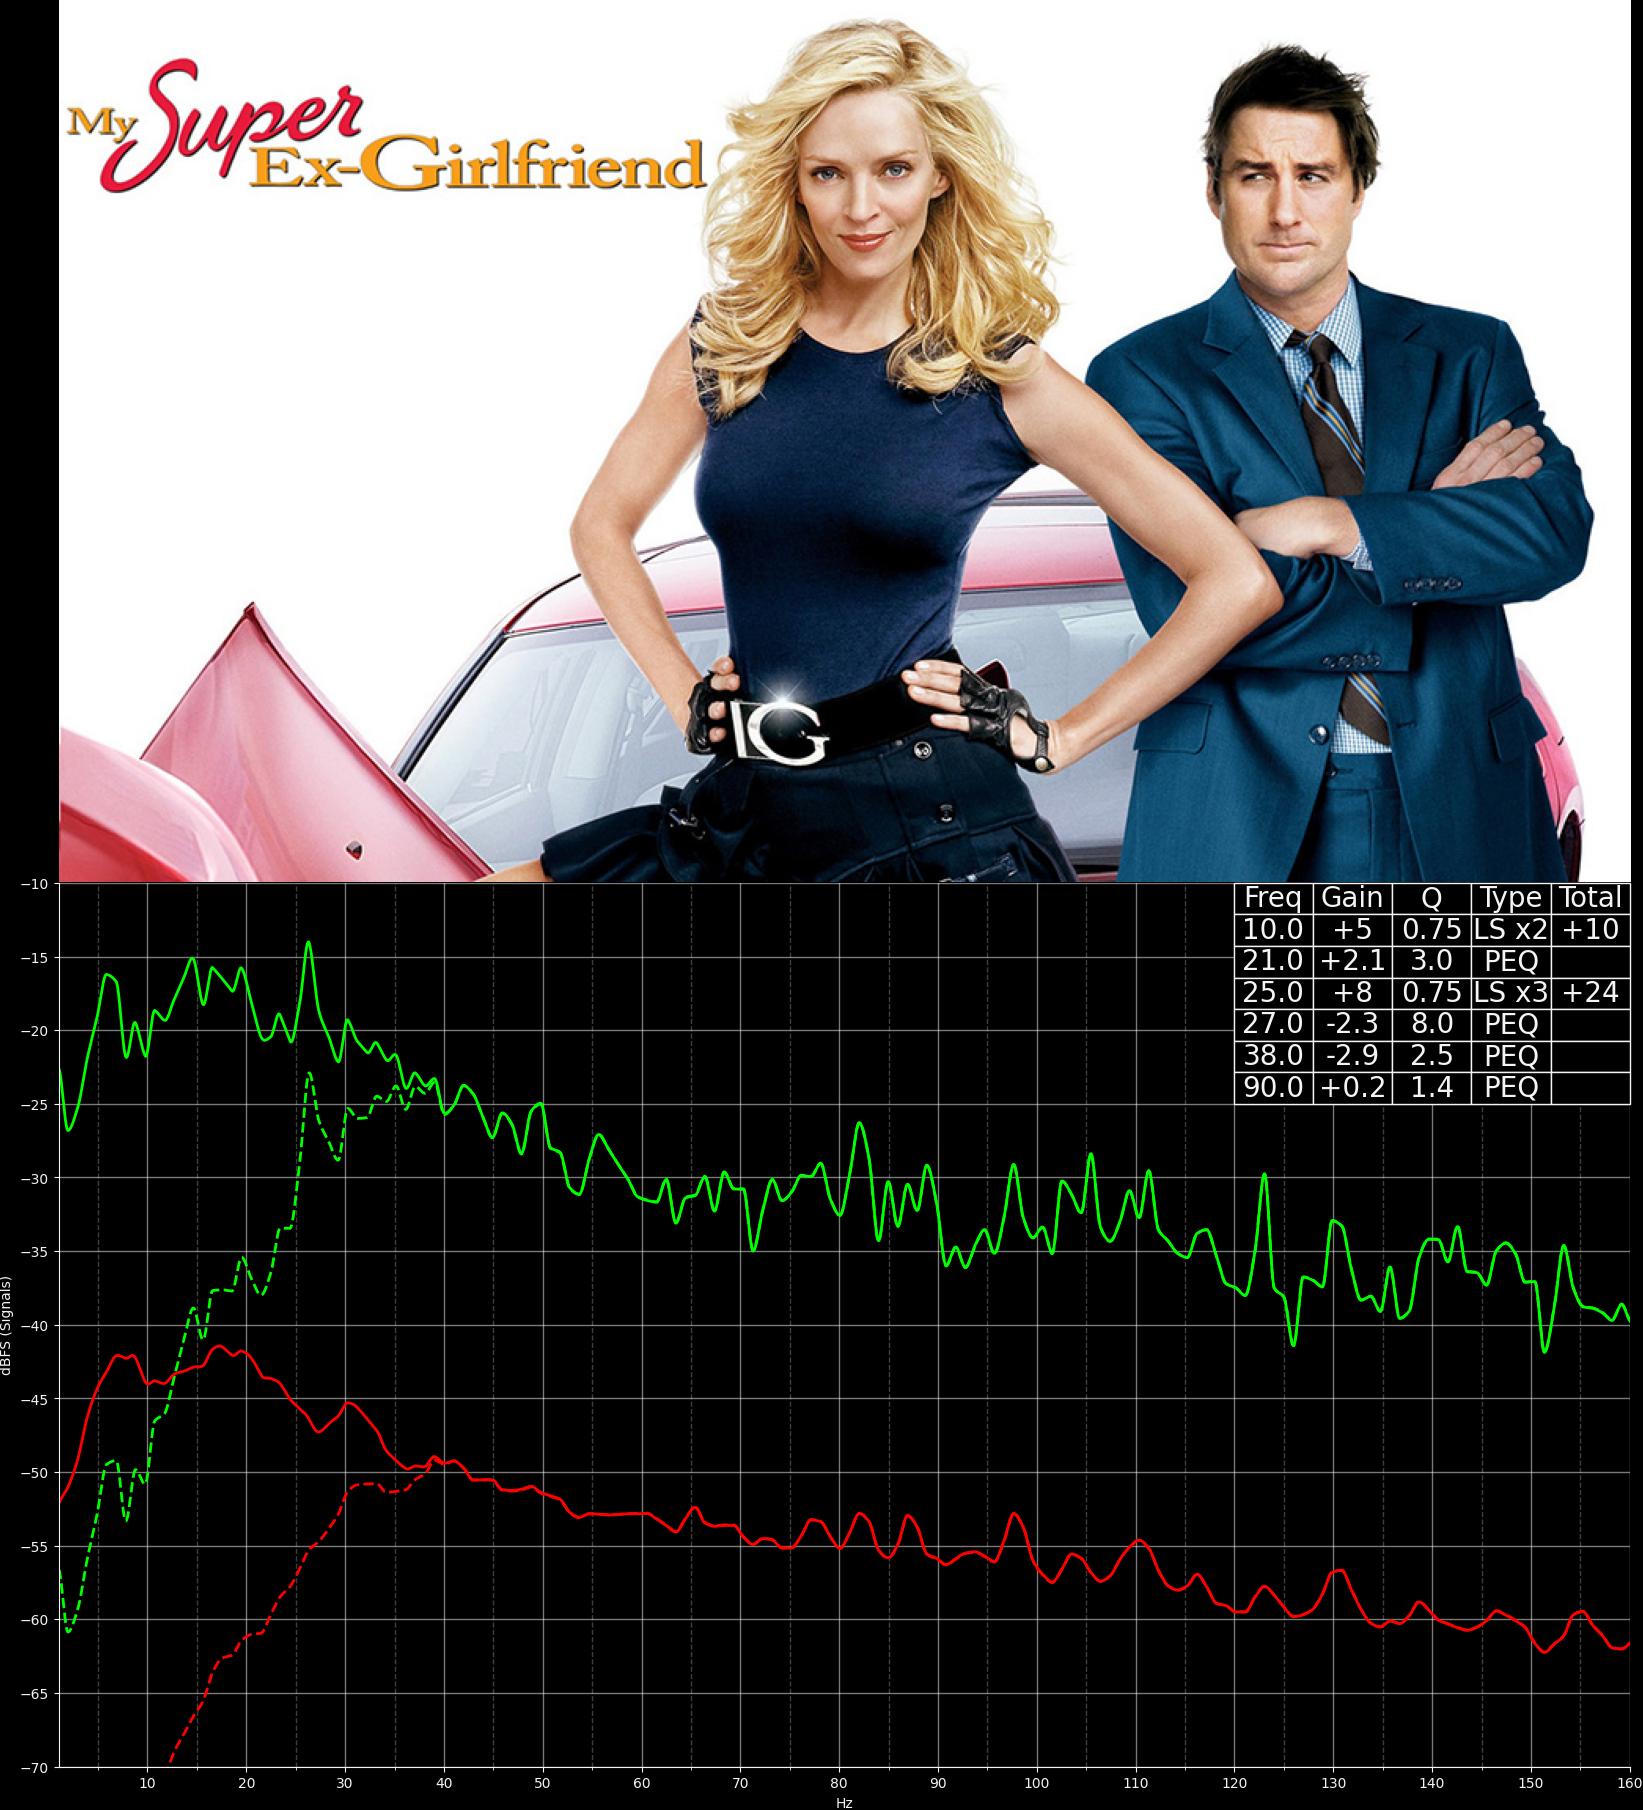 My Super
Ex-Girlfriend
G
Freq Gain Q Type Total
10.0 +5 0.75 LS x2 +10
21.0 +2.1 3.0 PEQ
25.0 +8 0.75 LS x3 +24
27.0 -2.3 8.0 PEQ
38.0 -2.9 2.5 PEQ
90.0 +0.2 1.4 PEQ
−10
−15
−20
−25
−30
−35
−40
−45
−50
−55
−60
−65
−70
dBFS (Signals)
10 20 30 40 50 60 70 80 90 100 110 120 130 140 150 160
Hz